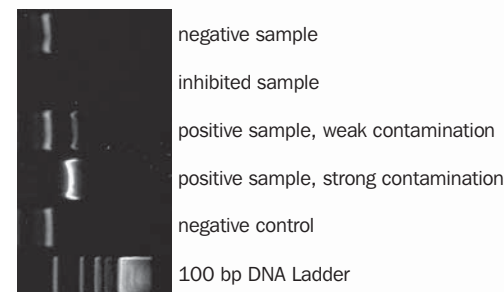 negative sample
inhibited sample
positive sample, weak contamination
positive sample, strong contamination
negative control
100 bp DNA Ladder